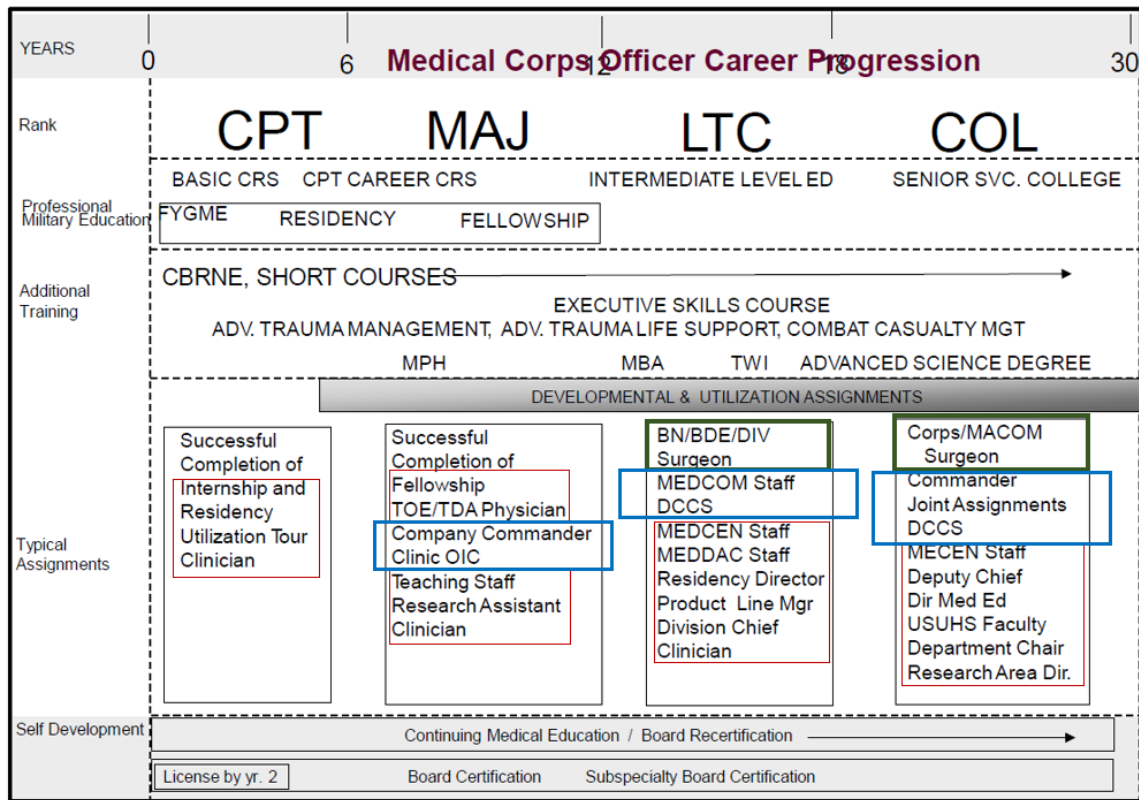 Medical Corps Officer Career Progression
YEARS
0 6 12 18 30
Rank
CPT MAJ LTC COL
BASIC CRS CPT CAREER CRS INTERMEDIATE LEVEL ED SENIOR SVC. COLLEGE
Professional
Military Education
FYGME RESIDENCY FELLOWSHIP
Additional
Training
CBRNE, SHORT COURSES
EXECUTIVE SKILLS COURSE
ADV. TRAUMA MANAGEMENT, ADV. TRAUMA LIFE SUPPORT, COMBAT CASUALTY MGT
MPH MBA TWI ADVANCED SCIENCE DEGREE
DEVELOPMENTAL & UTILIZATION ASSIGNMENTS
Typical
Assignments
Successful
Completion of
Internship and
Residency
Utilization Tour
Clinician
Successful
Completion of
Fellowship
TOE/TDA Physician
Company Commander
Clinic OIC
Teaching Staff
Research Assistant
Clinician
BN/BDE/DIV
Surgeon
MEDCOM Staff
DCCS
MEDCEN Staff
MEDDAC Staff
Residency Director
Product Line Mgr
Division Chief
Clinician
Corps/MACOM
Surgeon
Commander
Joint Assignments
DCCS
MECEN Staff
Deputy Chief
Dir Med Ed
USUHS Faculty
Department Chair
Research Area Dir.
Self Development
Continuing Medical Education / Board Recertification
License by yr. 2 Board Certification Subspecialty Board Certification